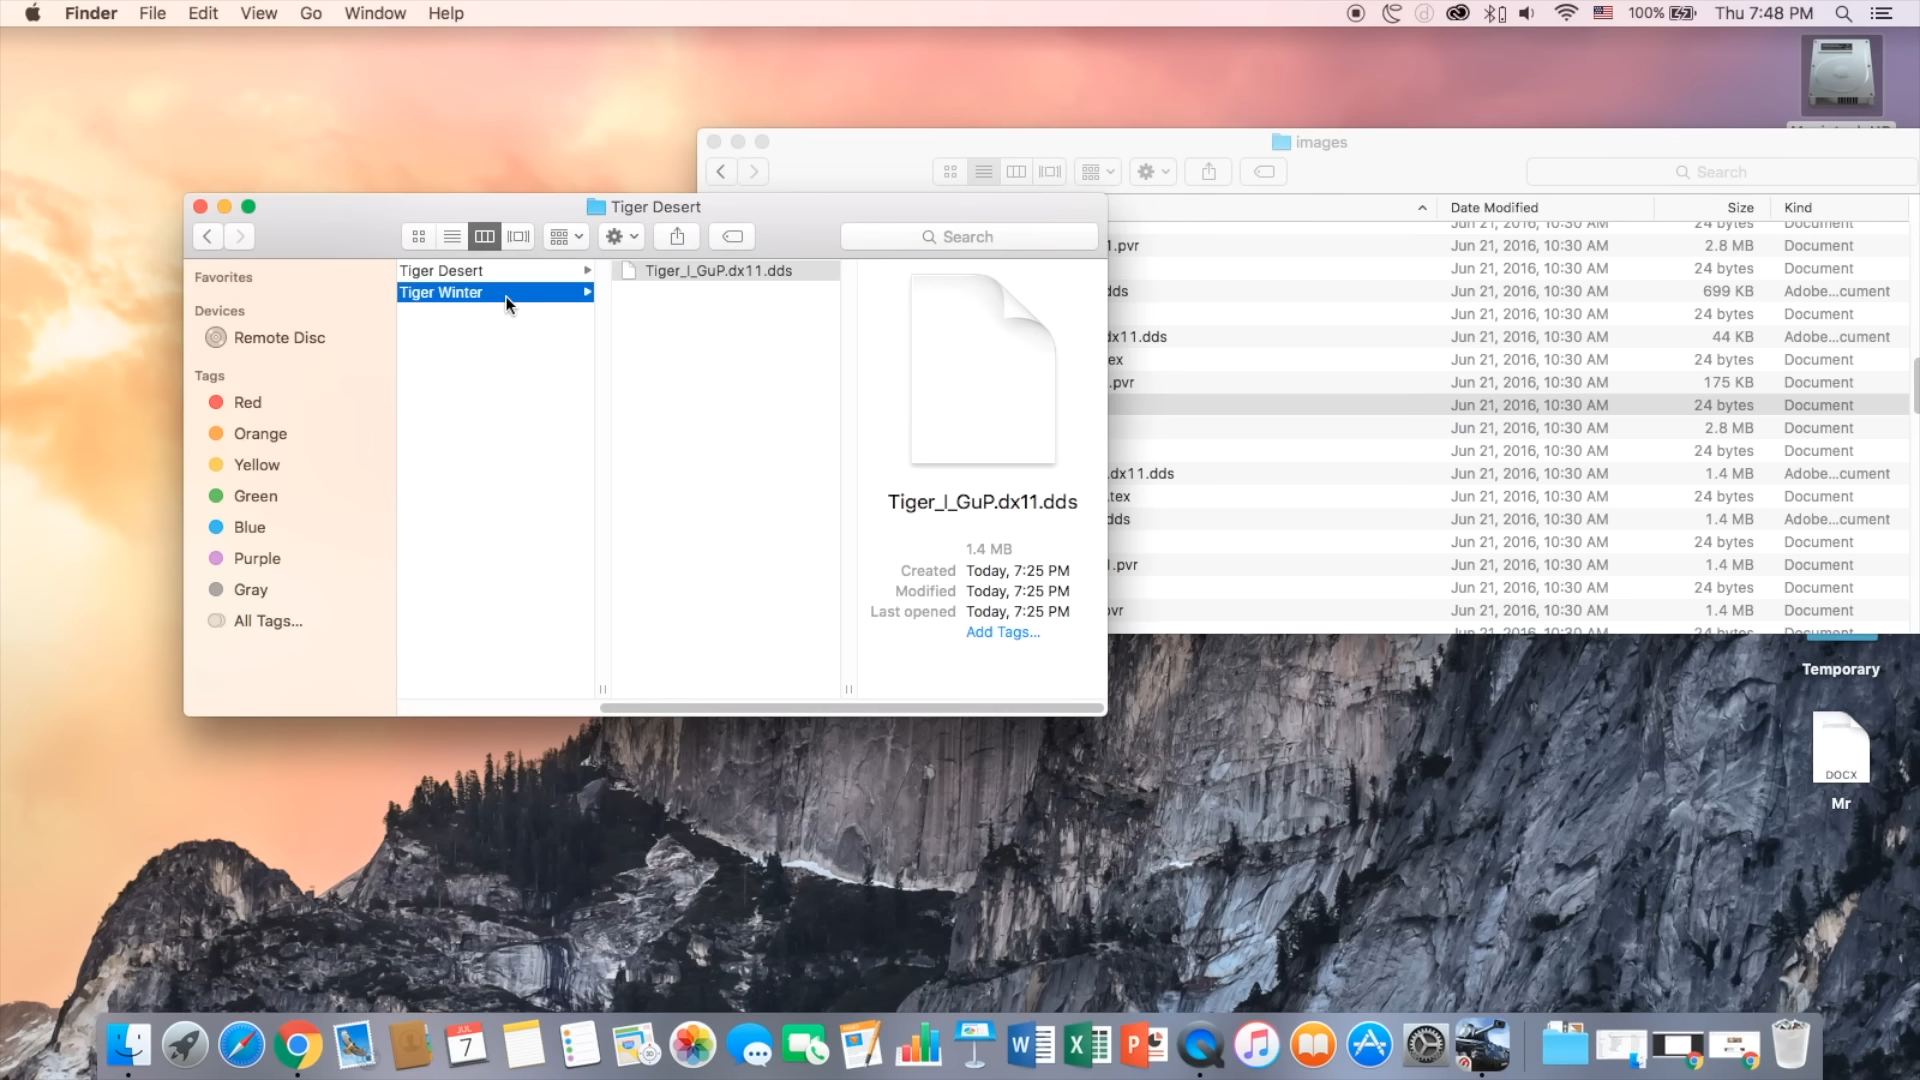 Finder File Edit View Go Window Help
100% Thu 7:48 PM
images
Search
Date Modified Size Kind
1.pvr Jun 21, 2016, 10:30 AM 2.8 MB Document
Jun 21, 2016, 10:30 AM 24 bytes Document
dds Jun 21, 2016, 10:30 AM 699 KB Adobe...cument
Jun 21, 2016, 10:30 AM 24 bytes Document
dx11.dds Jun 21, 2016, 10:30 AM 44 KB Adobe...cument
ex Jun 21, 2016, 10:30 AM 24 bytes Document
.pvr Jun 21, 2016, 10:30 AM 175 KB Document
Jun 21, 2016, 10:30 AM 24 bytes Document
Jun 21, 2016, 10:30 AM 2.8 MB Document
Jun 21, 2016, 10:30 AM 24 bytes Document
.dx11.dds Jun 21, 2016, 10:30 AM 1.4 MB Adobe...cument
.tex Jun 21, 2016, 10:30 AM 24 bytes Document
dds Jun 21, 2016, 10:30 AM 1.4 MB Adobe...cument
Jun 21, 2016, 10:30 AM 24 bytes Document
.pvr Jun 21, 2016, 10:30 AM 1.4 MB Document
Jun 21, 2016, 10:30 AM 24 bytes Document
vr Jun 21, 2016, 10:30 AM 1.4 MB Document
Tiger Desert
Search
Favorites
Devices
Remote Disc
Tags
Red
Orange
Yellow
Green
Blue
Purple
Gray
All Tags...
Tiger Desert
Tiger Winter
Tiger_I_GuP.dx11.dds
Tiger_I_GuP.dx11.dds
1.4 MB
Created Today, 7:25 PM
Modified Today, 7:25 PM
Last opened Today, 7:25 PM
Add Tags...
Temporary
DOCX
Mr
JUL
7
W X P